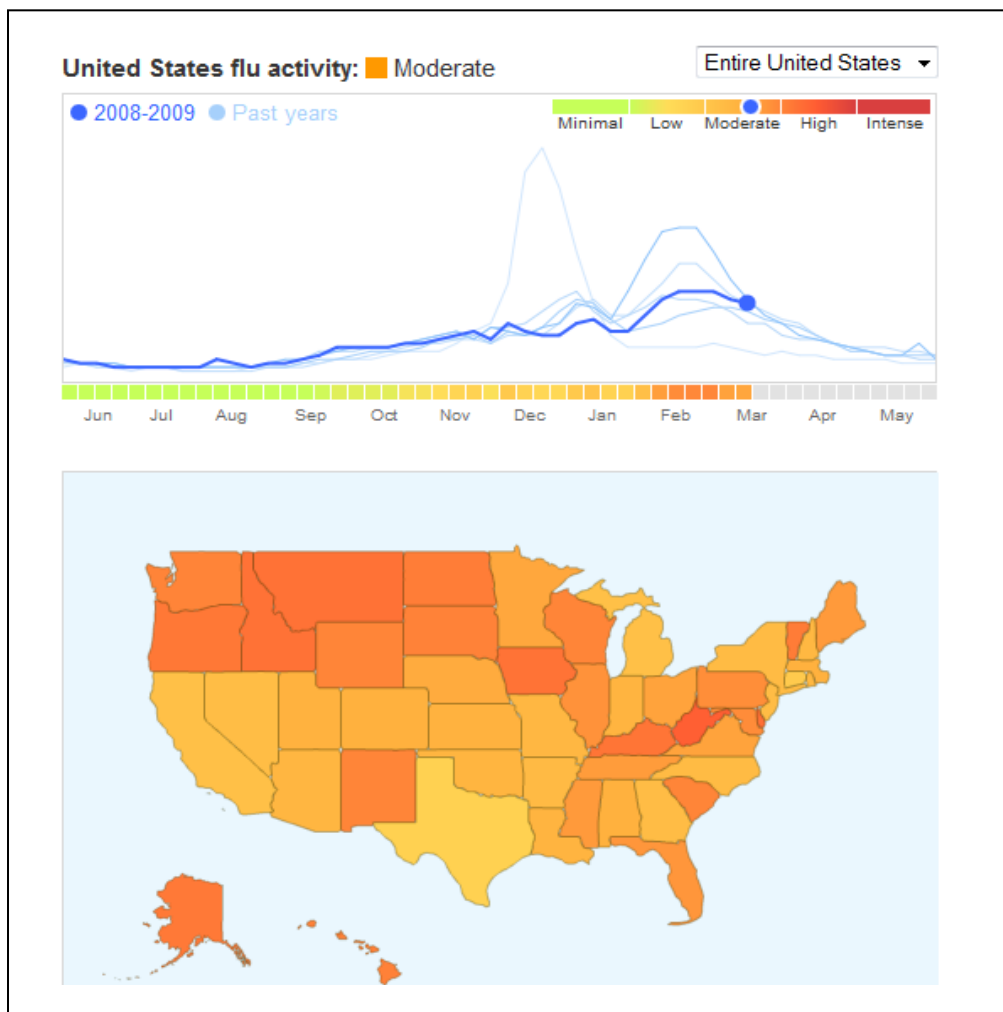 United States flu activity: Moderate
Entire United States
2008-2009 Past years
Minimal Low Moderate High Intense
Jun Jul Aug Sep Oct Nov Dec Jan Feb Mar Apr May